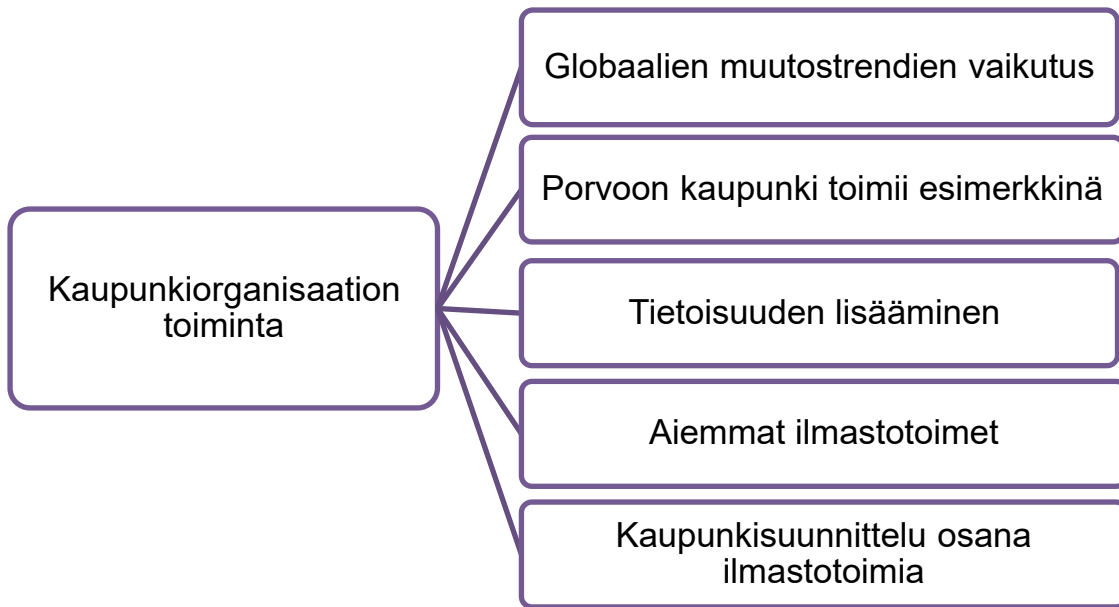 Globaalien muutostrendien vaikutus
Porvoon kaupunki toimii esimerkkinä
Kaupunkiorganisaation
toiminta
Tietoisuuden lisääminen
Aiemmat ilmastotoimet
Kaupunkisuunnittelu osana
ilmastotoimia